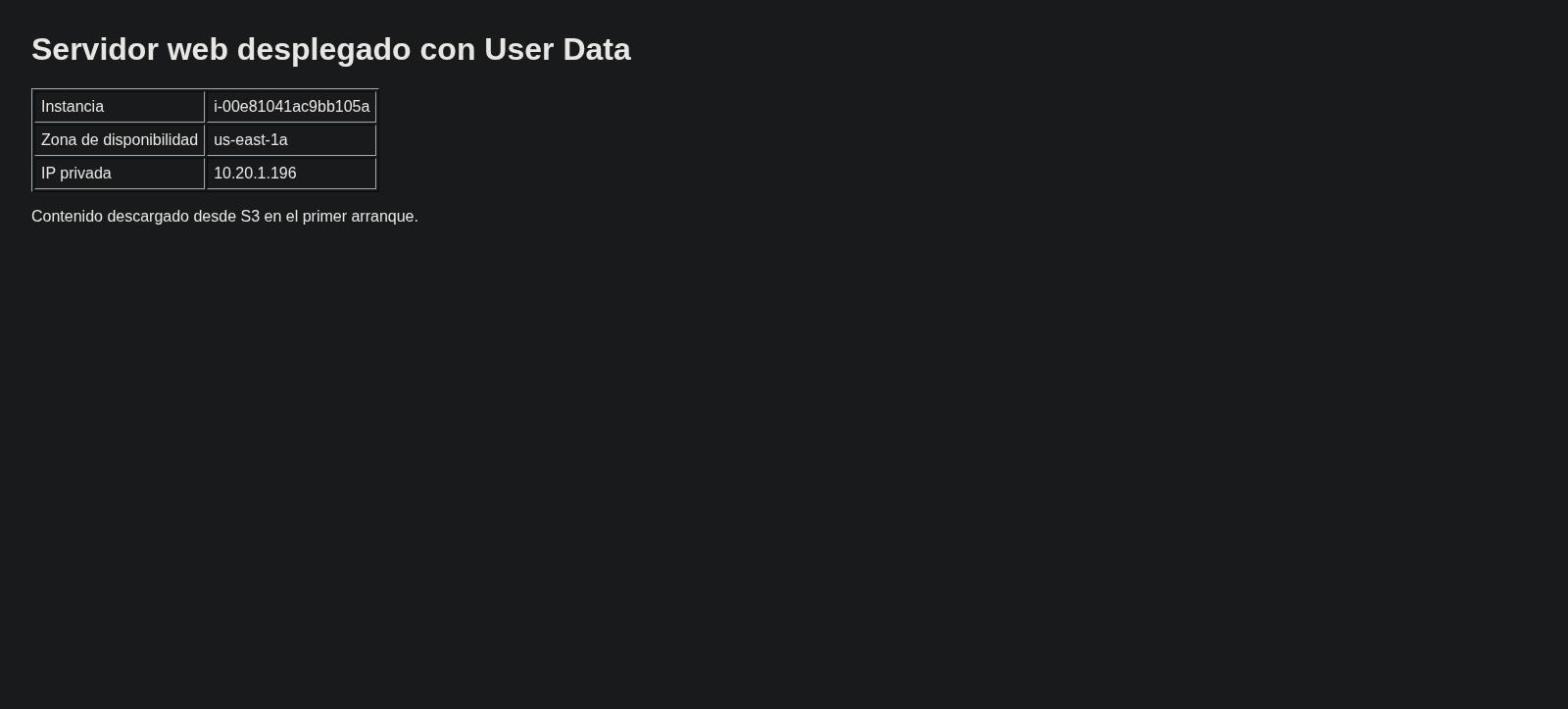 Servidor web desplegado con User Data
Instancia i-00e81041ac9bb105a
Zona de disponibilidad us-east-1a
IP privada 10.20.1.196
Contenido descargado desde S3 en el primer arranque.